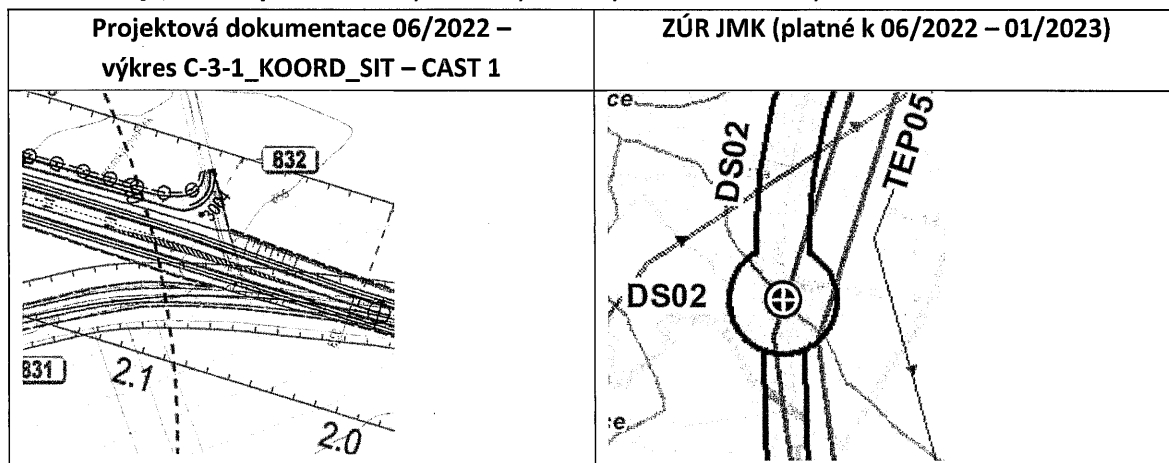 Projektová dokumentace 06/2022 –
výkres C-3-1_KOORD_SIT – CAST 1
ZÚR JMK (platné k 06/2022 – 01/2023)
832
831
2.1
2.0
ce
DS02
TEP05
DS02
e